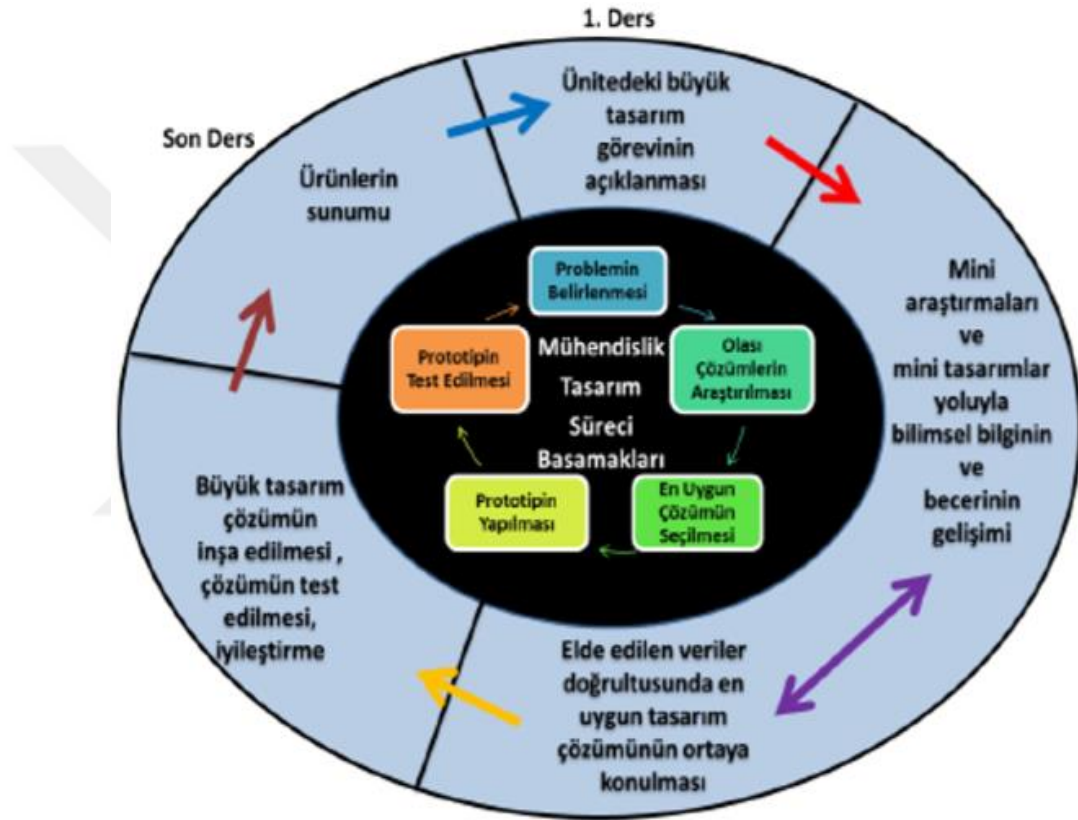 1. Ders
Ünitedeki büyük
tasarım
görevinin
açıklanması
Son Ders
Ürünlerin
sunumu
Mini
araştırmaları
ve
mini tasarımlar
yoluyla
bilimsel bilginin
ve
becerinin
gelişimi
Problemin
Belirlenmesi
Olası
Çözümlerin
Araştırılması
En Uygun
Çözümün
Seçilmesi
Prototipin
Yapılması
Prototipin
Test Edilmesi
Mühendislik
Tasarım
Süreci
Basamakları
Elde edilen veriler
doğrultusunda en
uygun tasarım
çözümünün ortaya
konulması
Büyük tasarım
çözümün
inşa edilmesi ,
çözümün test
edilmesi,
iyileştirme